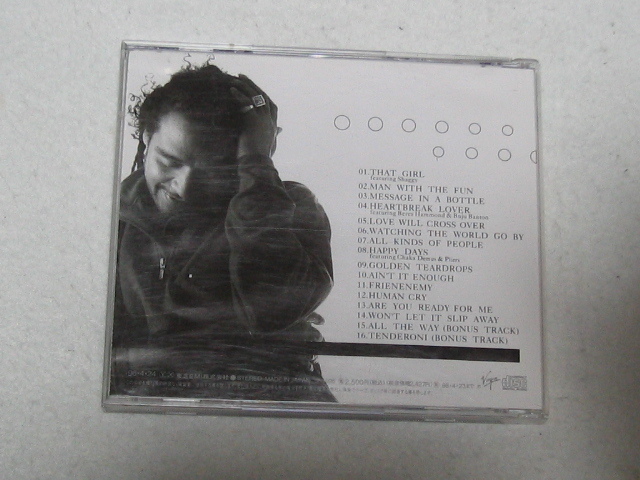 01.THAT GIRL
featuring Shaggy
02.MAN WITH THE FUN
03.MESSAGE IN A BOTTLE
04.HEARTBREAK LOVER
featuring Beres Hammond & Buju Banton
05.LOVE WILL CROSS OVER
06.WATCHING THE WORLD GO BY
07.ALL KINDS OF PEOPLE
08.HAPPY DAYS
featuring Chaka Demus & Pliers
09.GOLDEN TEARDROPS
10.AIN'T IT ENOUGH
11.FRIENENEMY
12.HUMAN CRY
13.ARE YOU READY FOR ME
14.WON'T LET IT SLIP AWAY
15.ALL THE WAY (BONUS TRACK)
16.TENDERONI (BONUS TRACK)
STEREO MADE IN JAPAN
Virgin